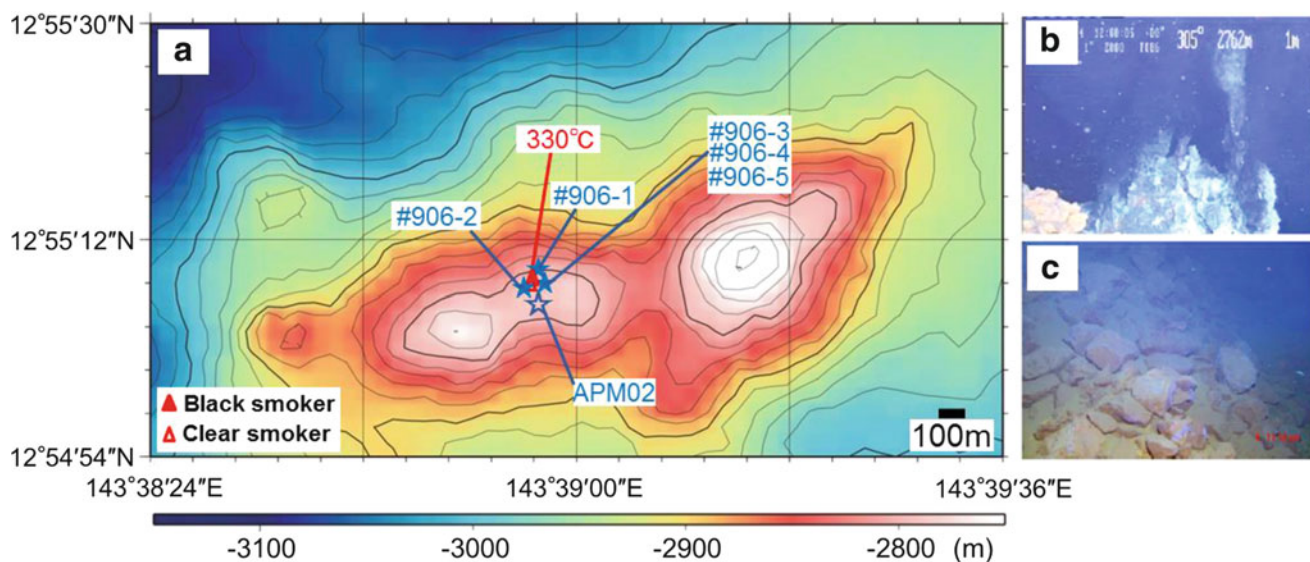 12°55′30″N
a
330℃
#906-3
#906-4
#906-5
#906-1
#906-2
12°55′12″N
APM02
Black smoker
Clear smoker
100m
12°54′54″N
143°38′24″E
143°39′00″E
143°39′36″E
-3100
-3000
-2900
-2800
(m)
b
305° 2762m 1m
c